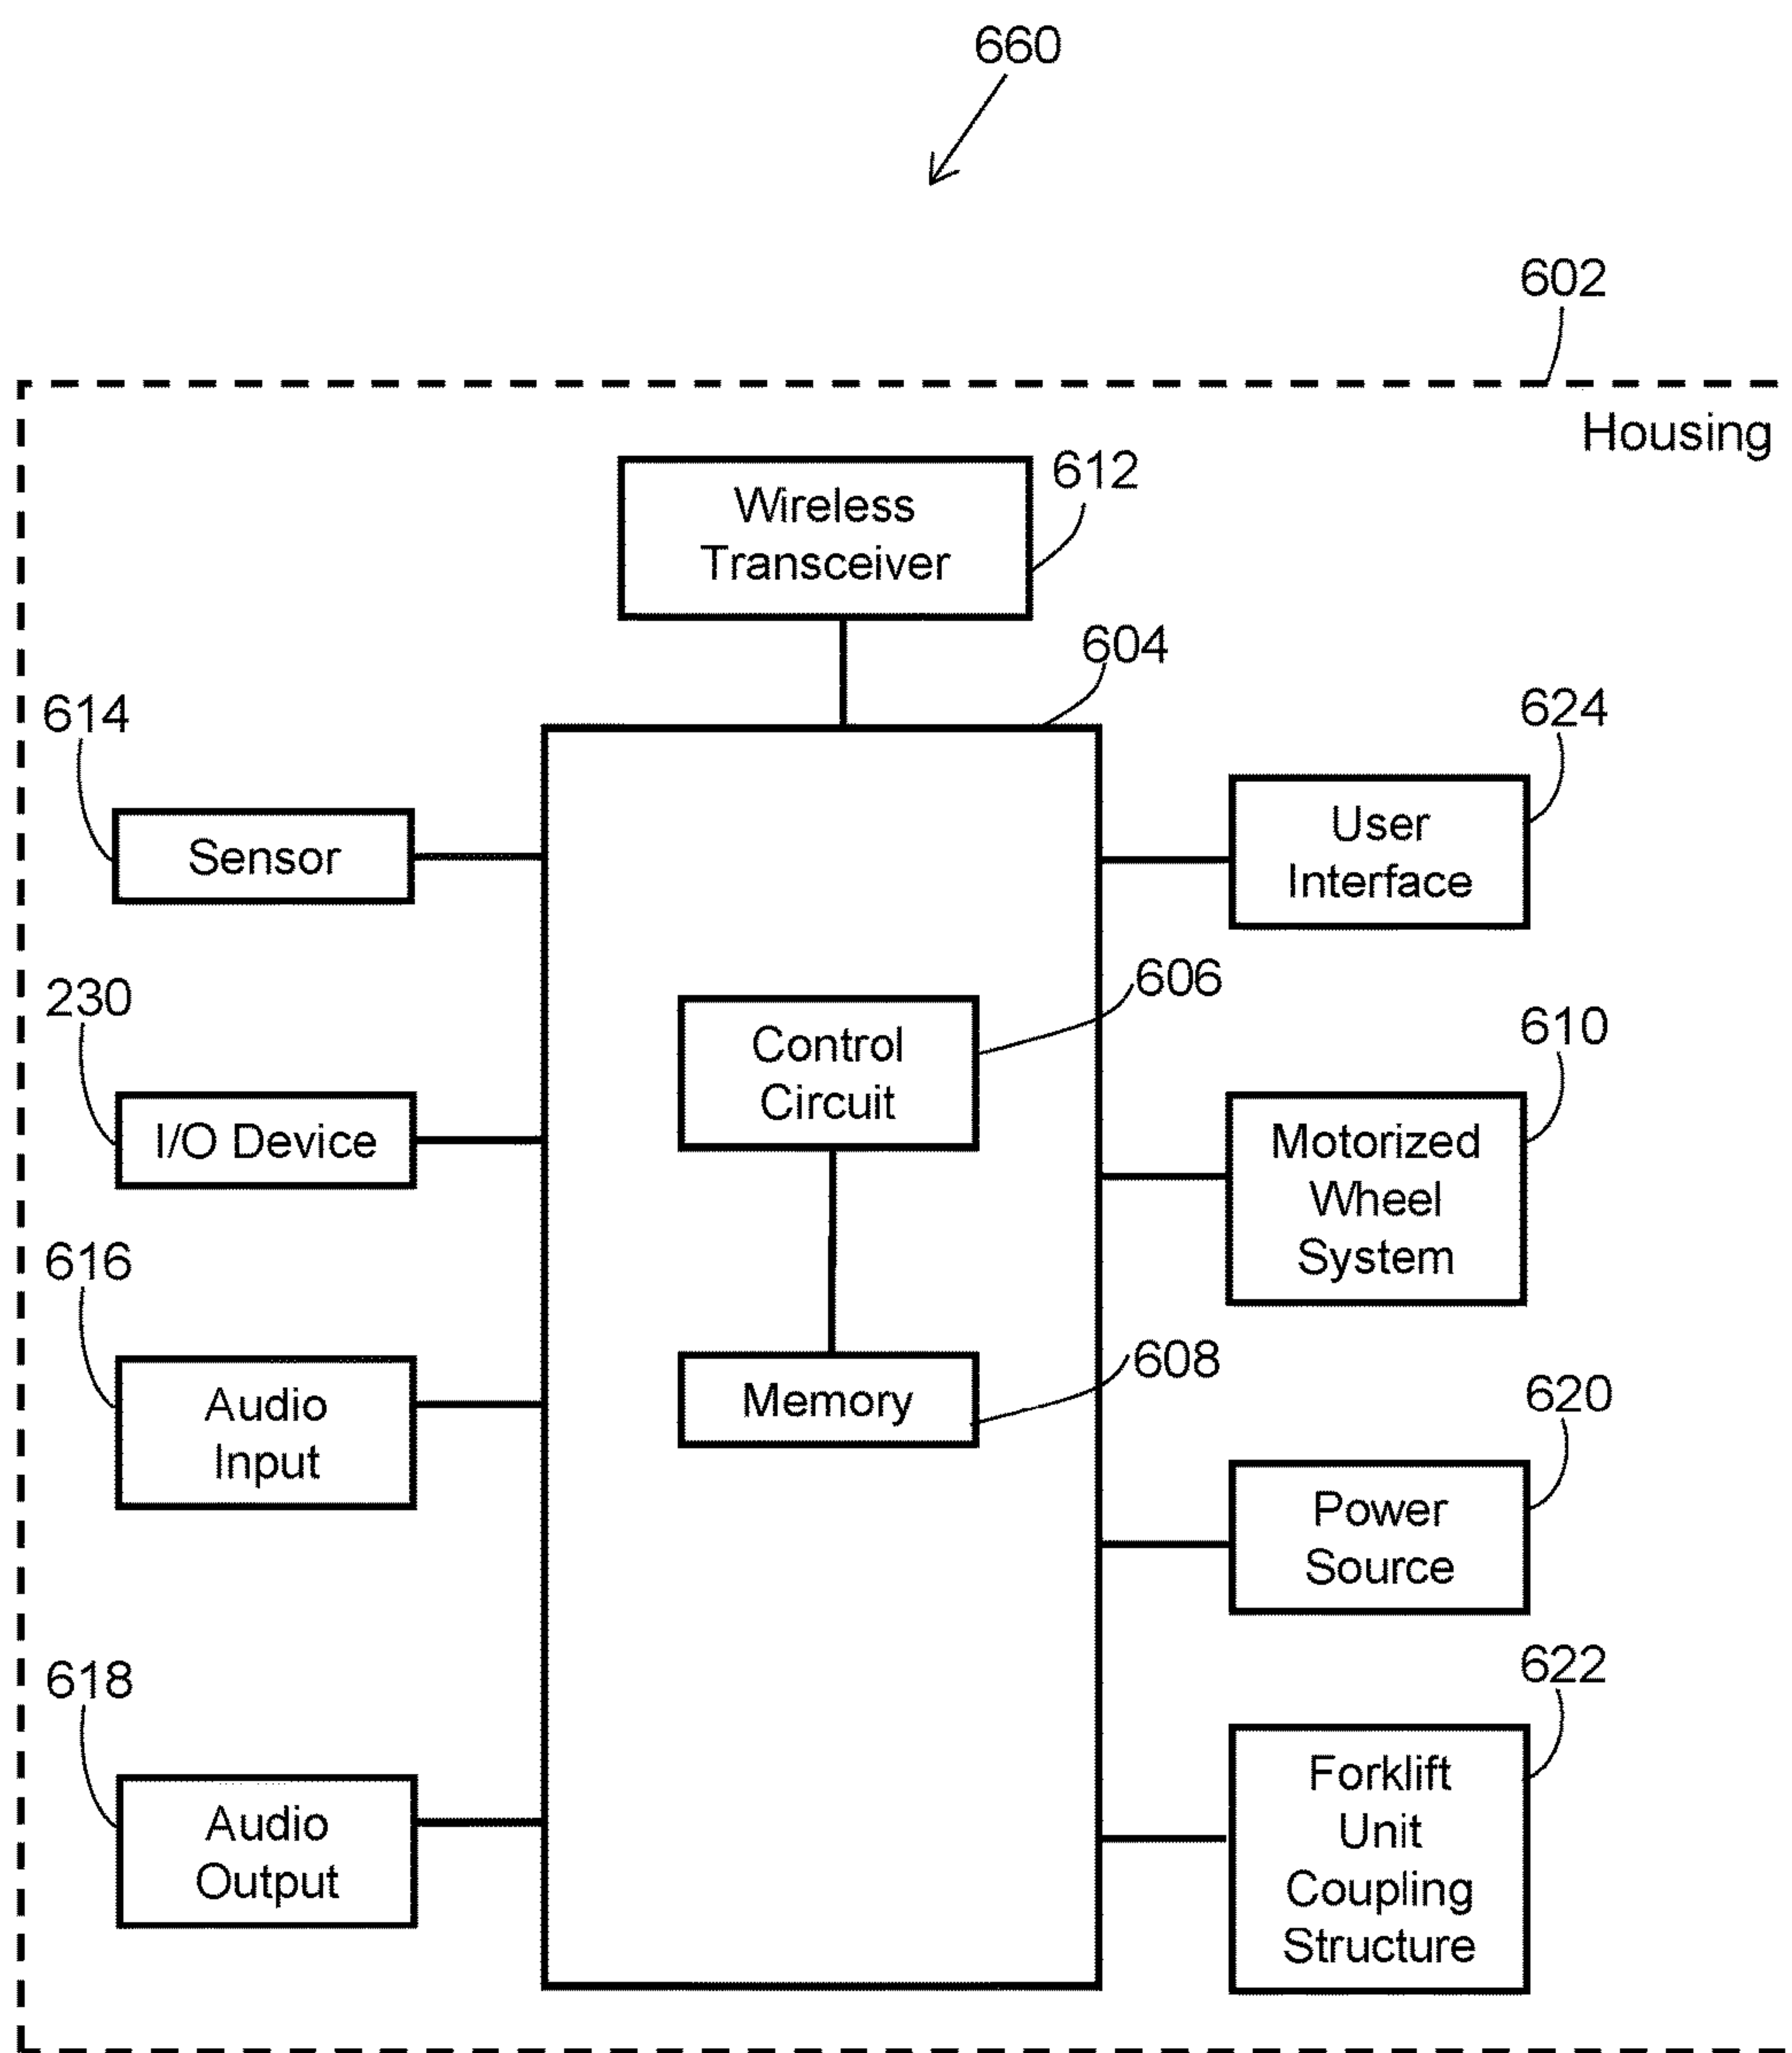 660
602
Housing
Wireless
Transceiver
612
604
614
Sensor
624
User
Interface
230
I/O Device
606
Control
Circuit
610
Motorized
Wheel
System
616
Audio
Input
608
Memory
620
Power
Source
618
Audio
Output
622
Forklift
Unit
Coupling
Structure